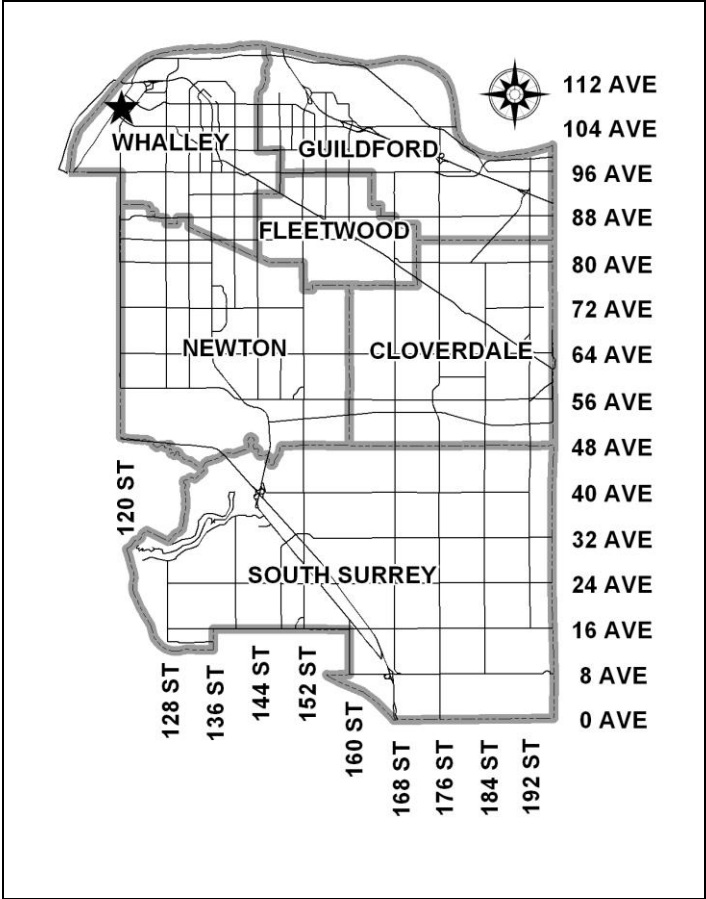 112 AVE
104 AVE
WHALLEY
GUILDFORD
96 AVE
88 AVE
FLEETWOOD
80 AVE
72 AVE
NEWTON
CLOVERDALE
64 AVE
56 AVE
48 AVE
120 ST
40 AVE
32 AVE
SOUTH SURREY
24 AVE
16 AVE
128 ST
136 ST
144 ST
152 ST
160 ST
8 AVE
0 AVE
168 ST
176 ST
184 ST
192 ST